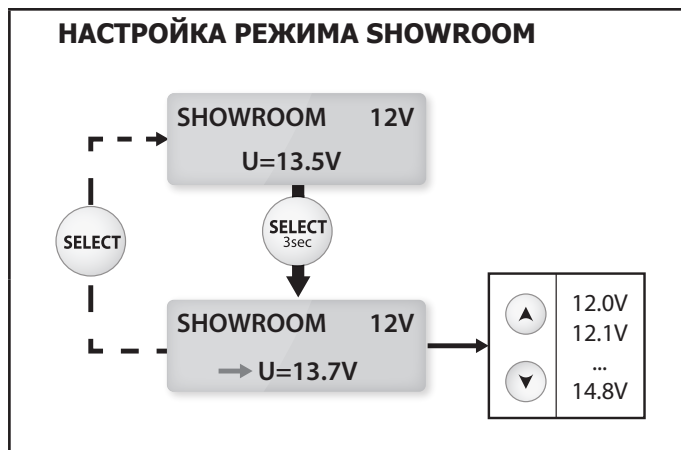 НАСТРОЙКА РЕЖИМА SHOWROOM
SHOWROOM 12V
U=13.5V
SELECT
SELECT
3sec
SHOWROOM 12V
U=13.7V
12.0V
12.1V
...
14.8V